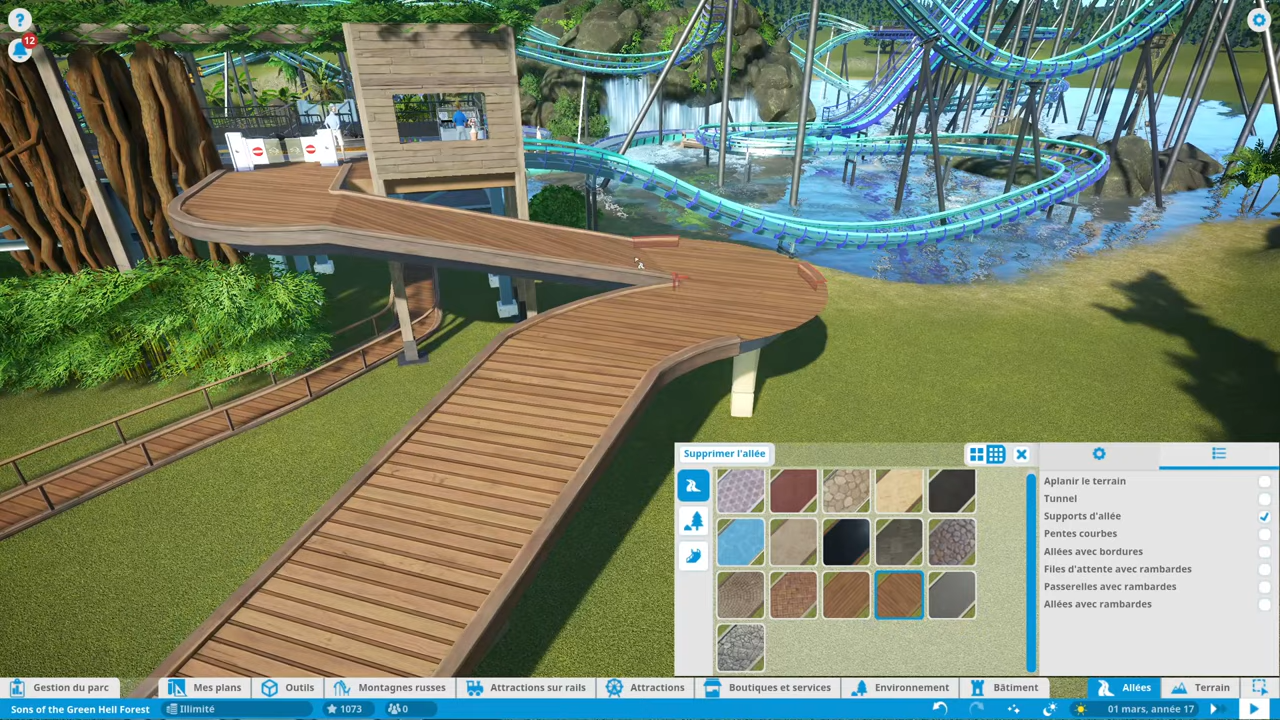 ?
12
Supprimer l'allée
Aplanir le terrain
Tunnel
Supports d'allée
Pentes courbes
Allées avec bordures
Files d'attente avec rambardes
Passerelles avec rambardes
Allées avec rambardes
Gestion du parc
Mes plans
Outils
Montagnes russes
Attractions sur rails
Attractions
Boutiques et services
Environnement
Bâtiment
Allées
Terrain
Sons of the Green Hell Forest
Illimité
1073
0
01 mars, année 17